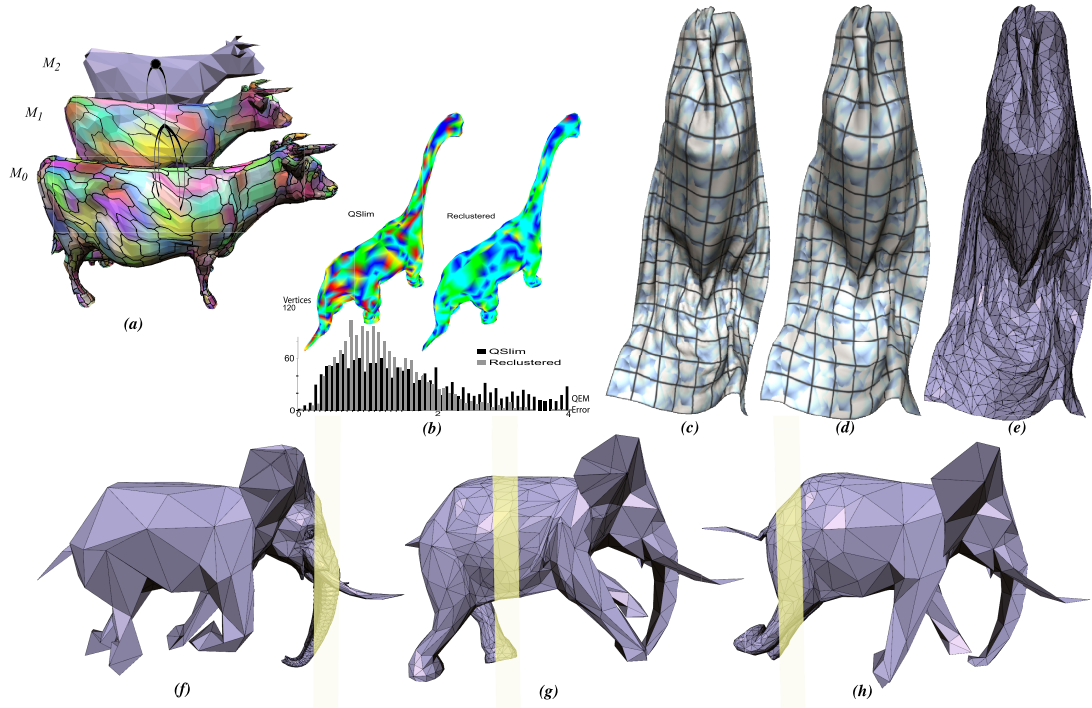 M2
M1
M0
(a)
QSlim
Reclustered
Vertices
120
60
0
QSlim
Reclustered
QEM
Error
0
2
4
(b)
(c)
(d)
(e)
(f)
(g)
(h)